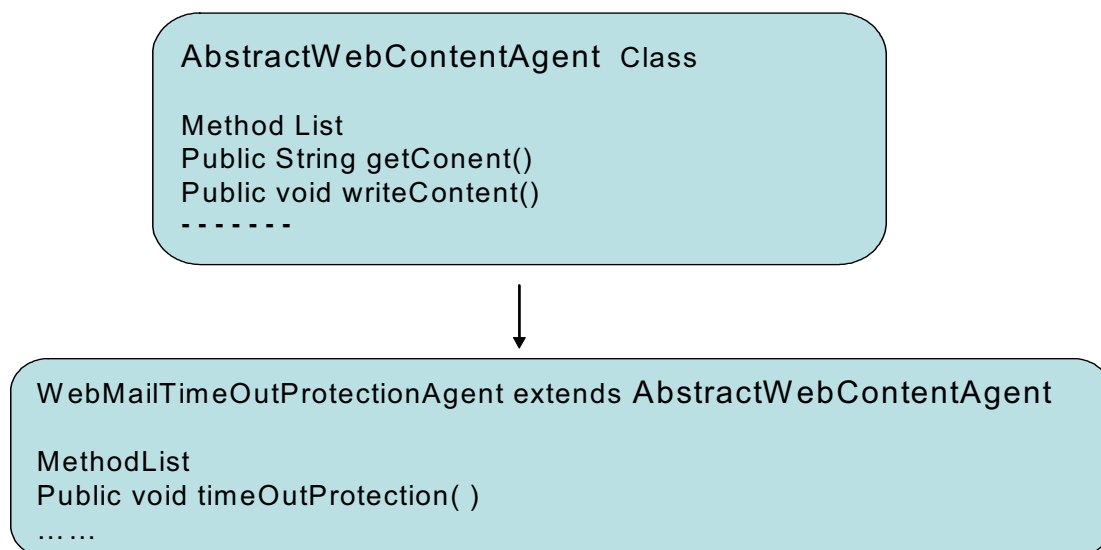 AbstractWebContentAgent Class
Method List
Public String getConent()
Public void writeContent()
- - - - - - -
WebMailTimeOutProtectionAgent extends AbstractWebContentAgent
MethodList
Public void timeOutProtection( )
……